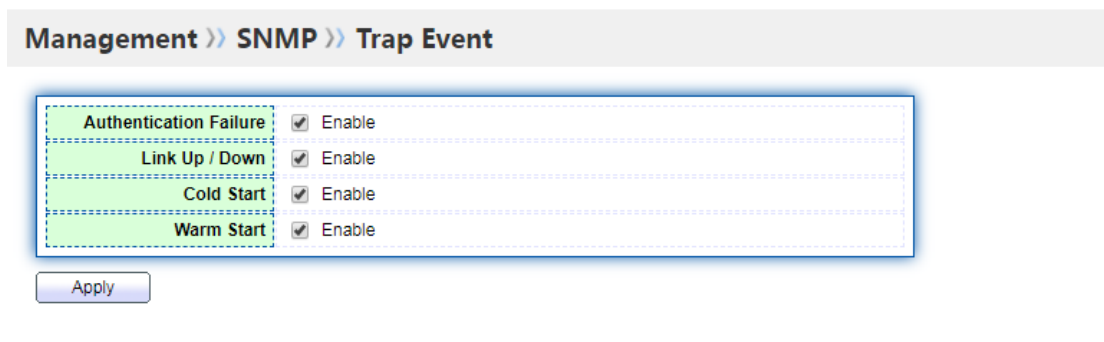 Management 》 SNMP 》 Trap Event
Authentication Failure Enable
Link Up / Down Enable
Cold Start Enable
Warm Start Enable
Apply